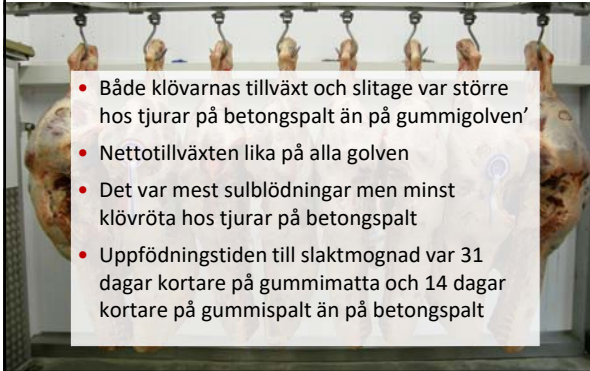 • Både klövarnas tillväxt och slitage var större
hos tjurar på betongspalt än på gummigolven’
• Nettotillväxten lika på alla golven
• Det var mest sulblödningar men minst
klövröta hos tjurar på betongspalt
• Uppfödningstiden till slaktmognad var 31
dagar kortare på gummimatta och 14 dagar
kortare på gummispalt än på betongspalt